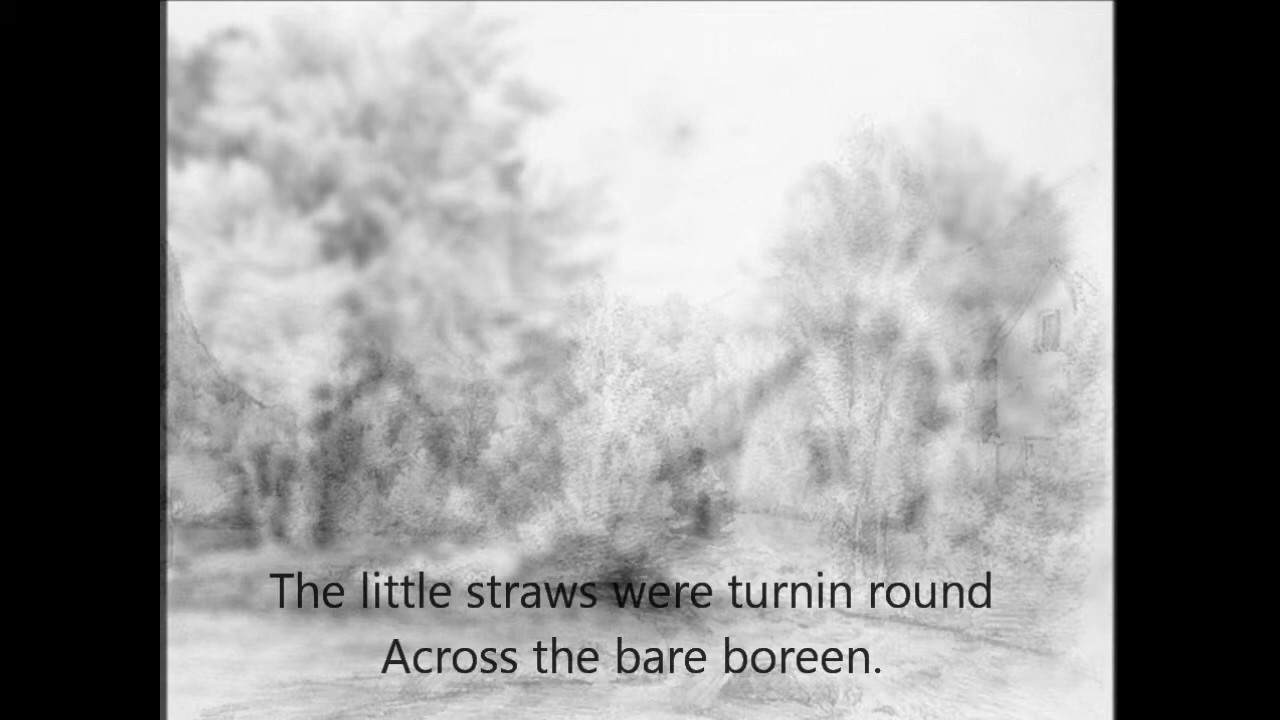 The little straws were turnin round
Across the bare boreen.